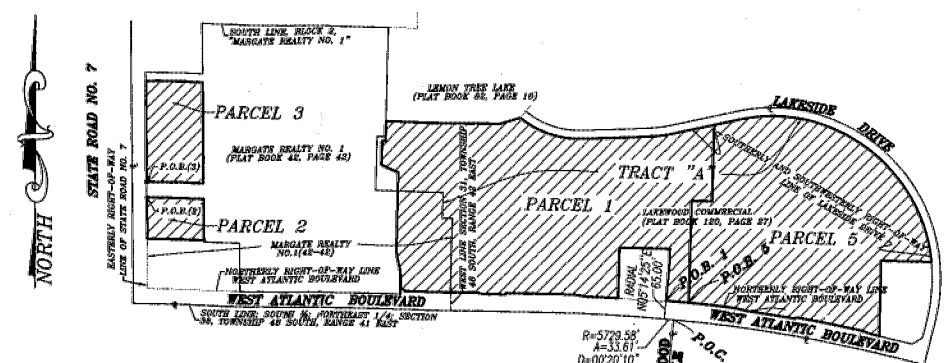 NORTH
STATE ROAD NO. 7
EASTERLY RIGHT-OF-WAY
LINE OF STATE ROAD NO. 7
SOUTH LINE, BLOCK 2,
"MARGATE REALTY NO. 1"
PARCEL 3
MARGATE REALTY NO. 1
(PLAT BOOK 42, PAGE 42)
P.O.B.(3)
P.O.B.(2)
PARCEL 2
MARGATE REALTY
NO.1(42-42)
NORTHERLY RIGHT-OF-WAY LINE
WEST ATLANTIC BOULEVARD
WEST ATLANTIC BOULEVARD
SOUTH LINE; SOUTH ½; NORTHEAST 1/4; SECTION
36, TOWNSHIP 48 SOUTH, RANGE 41 EAST
LEMON TREE LAKE
(PLAT BOOK 82, PAGE 16)
WEST LINE SECTION 31, TOWNSHIP
48 SOUTH, RANGE 42 EAST
TRACT "A"
PARCEL 1
LAKEWOOD COMMERCIAL
(PLAT BOOK 120, PAGE 27)
LAKESIDE DRIVE
SOUTHERLY AND SOUTHWESTERLY RIGHT-OF-WAY
LINE OF LAKESIDE DRIVE
PARCEL 5
RADIAL
N05°14'25"E
65.00'
P.O.B. 1
P.O.B. 5
NORTHERLY RIGHT-OF-WAY LINE
WEST ATLANTIC BOULEVARD
WEST ATLANTIC BOULEVARD
P.O.C.
R=5729.58'
A=33.61'
D=00°20'10"